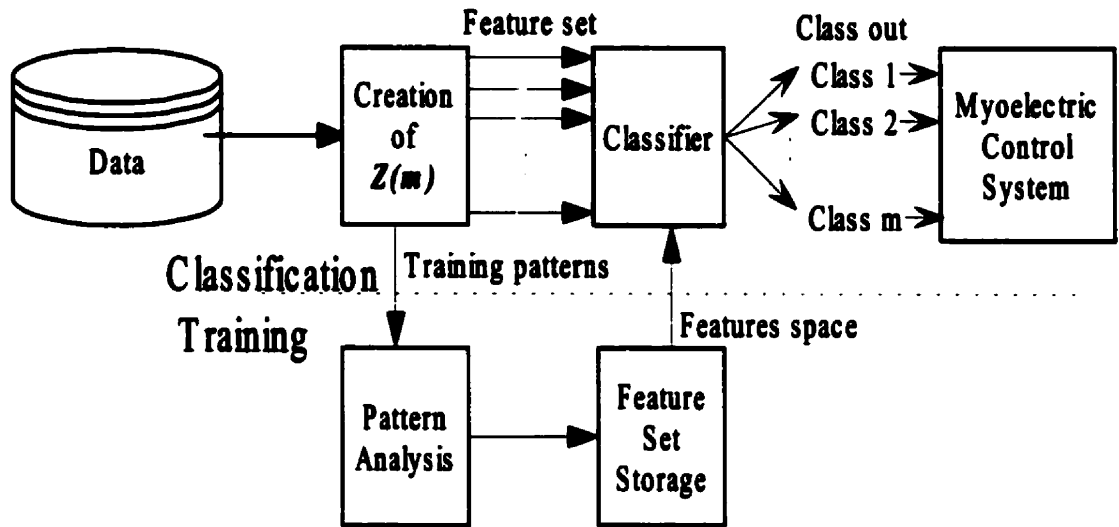 Feature set
Class out
Data
Creation
of
Z(m)
Classifier
Class 1
Class 2
Class m
Myoelectric
Control
System
Classification
Training patterns
Training
Features space
Pattern
Analysis
Feature
Set
Storage